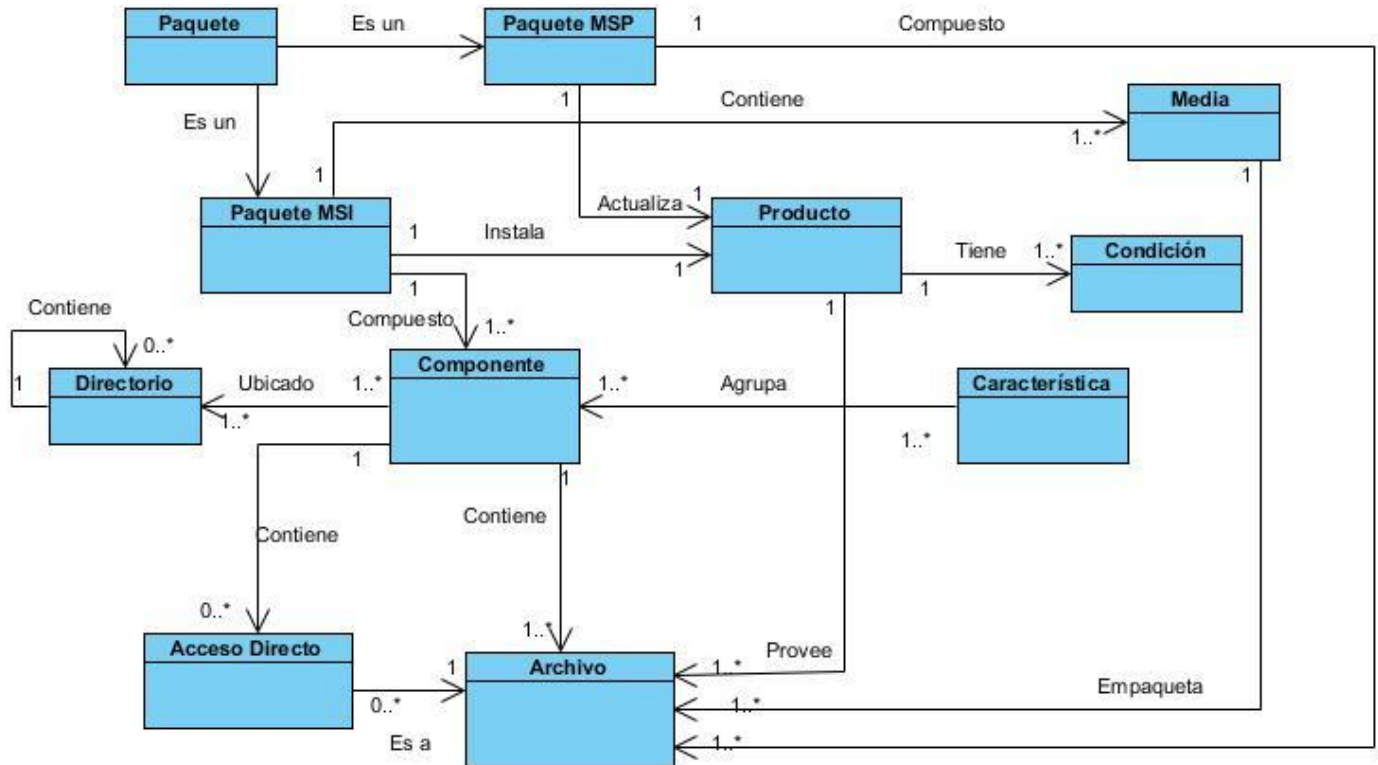 Paquete
Es un
Paquete MSP
1
Compuesto
1
Contiene
Media
Es un
1..*
1
1
Paquete MSI
1
Instala
Actualiza
1
Producto
1
Tiene
1..*
Condición
1
1
1
Contiene
Compuesto
1..*
0..*
Componente
1
Directorio
Ubicado
1..*
1..*
1..*
Agrupa
Característica
1..*
1
1
Contiene
Contiene
0..*
1..*
Acceso Directo
1
Archivo
Provee
1..*
0..*
1..*
Empaqueta
Es a
1..*